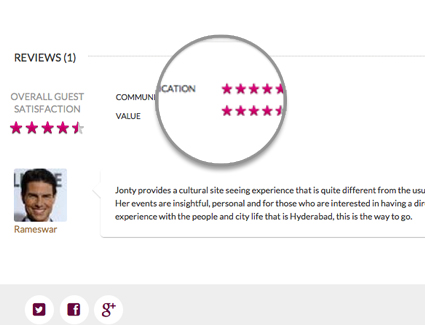 REVIEWS (1)
OVERALL GUEST
SATISFACTION
COMMUNICATION
VALUE
Jonty provides a cultural site seeing experience that is quite different from the usu
Her events are insightful, personal and for those who are interested in having a dir
experience with the people and city life that is Hyderabad, this is the way to go.
Rameswar
g+